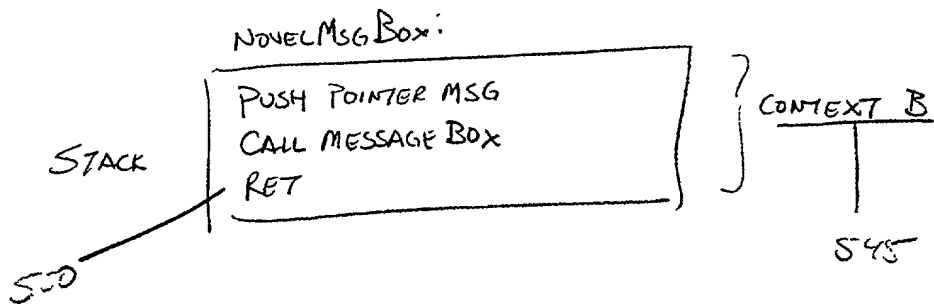 NOVELMSGBOX:
PUSH POINTER MSG
CALL MESSAGE BOX
RET
STACK
CONTEXT B
545